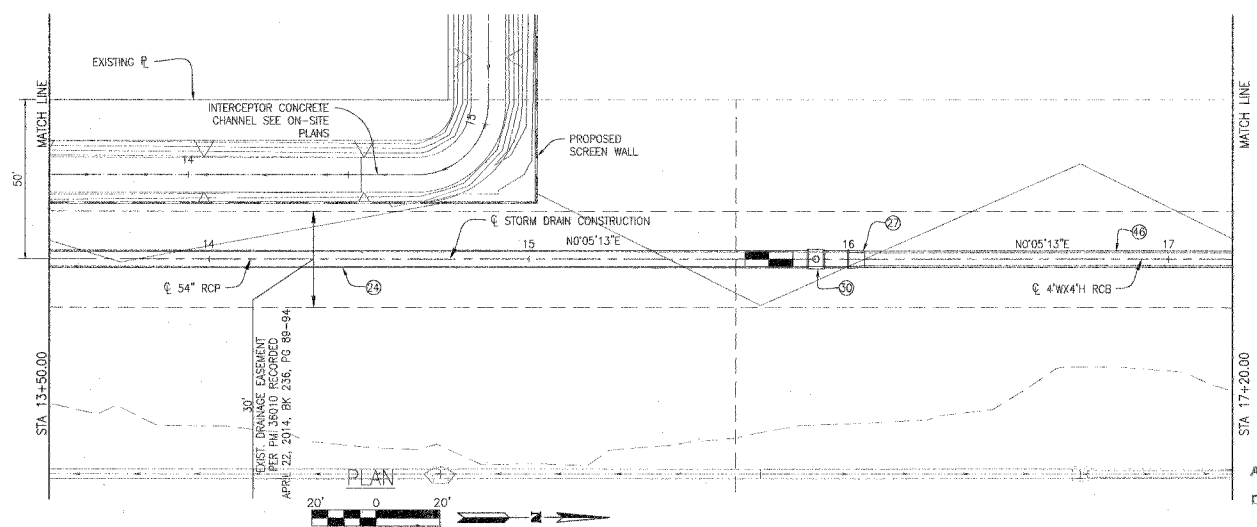 EXISTING ⅊
MATCH LINE
MATCH LINE
INTERCEPTOR CONCRETE
CHANNEL SEE ON-SITE
PLANS
15
PROPOSED
SCREEN WALL
14
50'
℄ STORM DRAIN CONSTRUCTION
27
46
14
15
N0°05'13"E
16
N0°05'13"E
17
℄ 54" RCP
24
30
℄ 4'WX4'H RCB
STA 13+50.00
STA 17+20.00
30'
EXIST. DRAINAGE EASEMENT
PER PM 36010 RECORDED
APRIL 22, 2014, BK 236, PG 89-94
PLAN
20' 0 20'
N